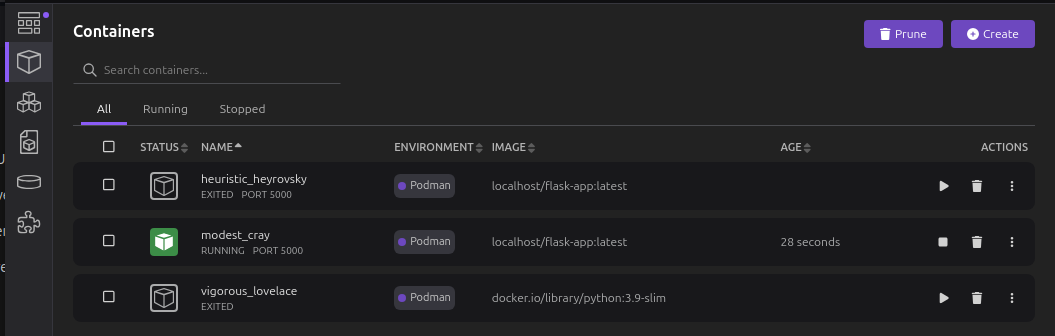 Containers
Prune
Create
Search containers...
All Running Stopped
STATUS NAME ENVIRONMENT IMAGE AGE ACTIONS
heuristic_heyrovsky
EXITED PORT 5000
Podman
localhost/flask-app:latest
modest_cray
RUNNING PORT 5000
Podman
localhost/flask-app:latest
28 seconds
vigorous_lovelace
EXITED
Podman
docker.io/library/python:3.9-slim